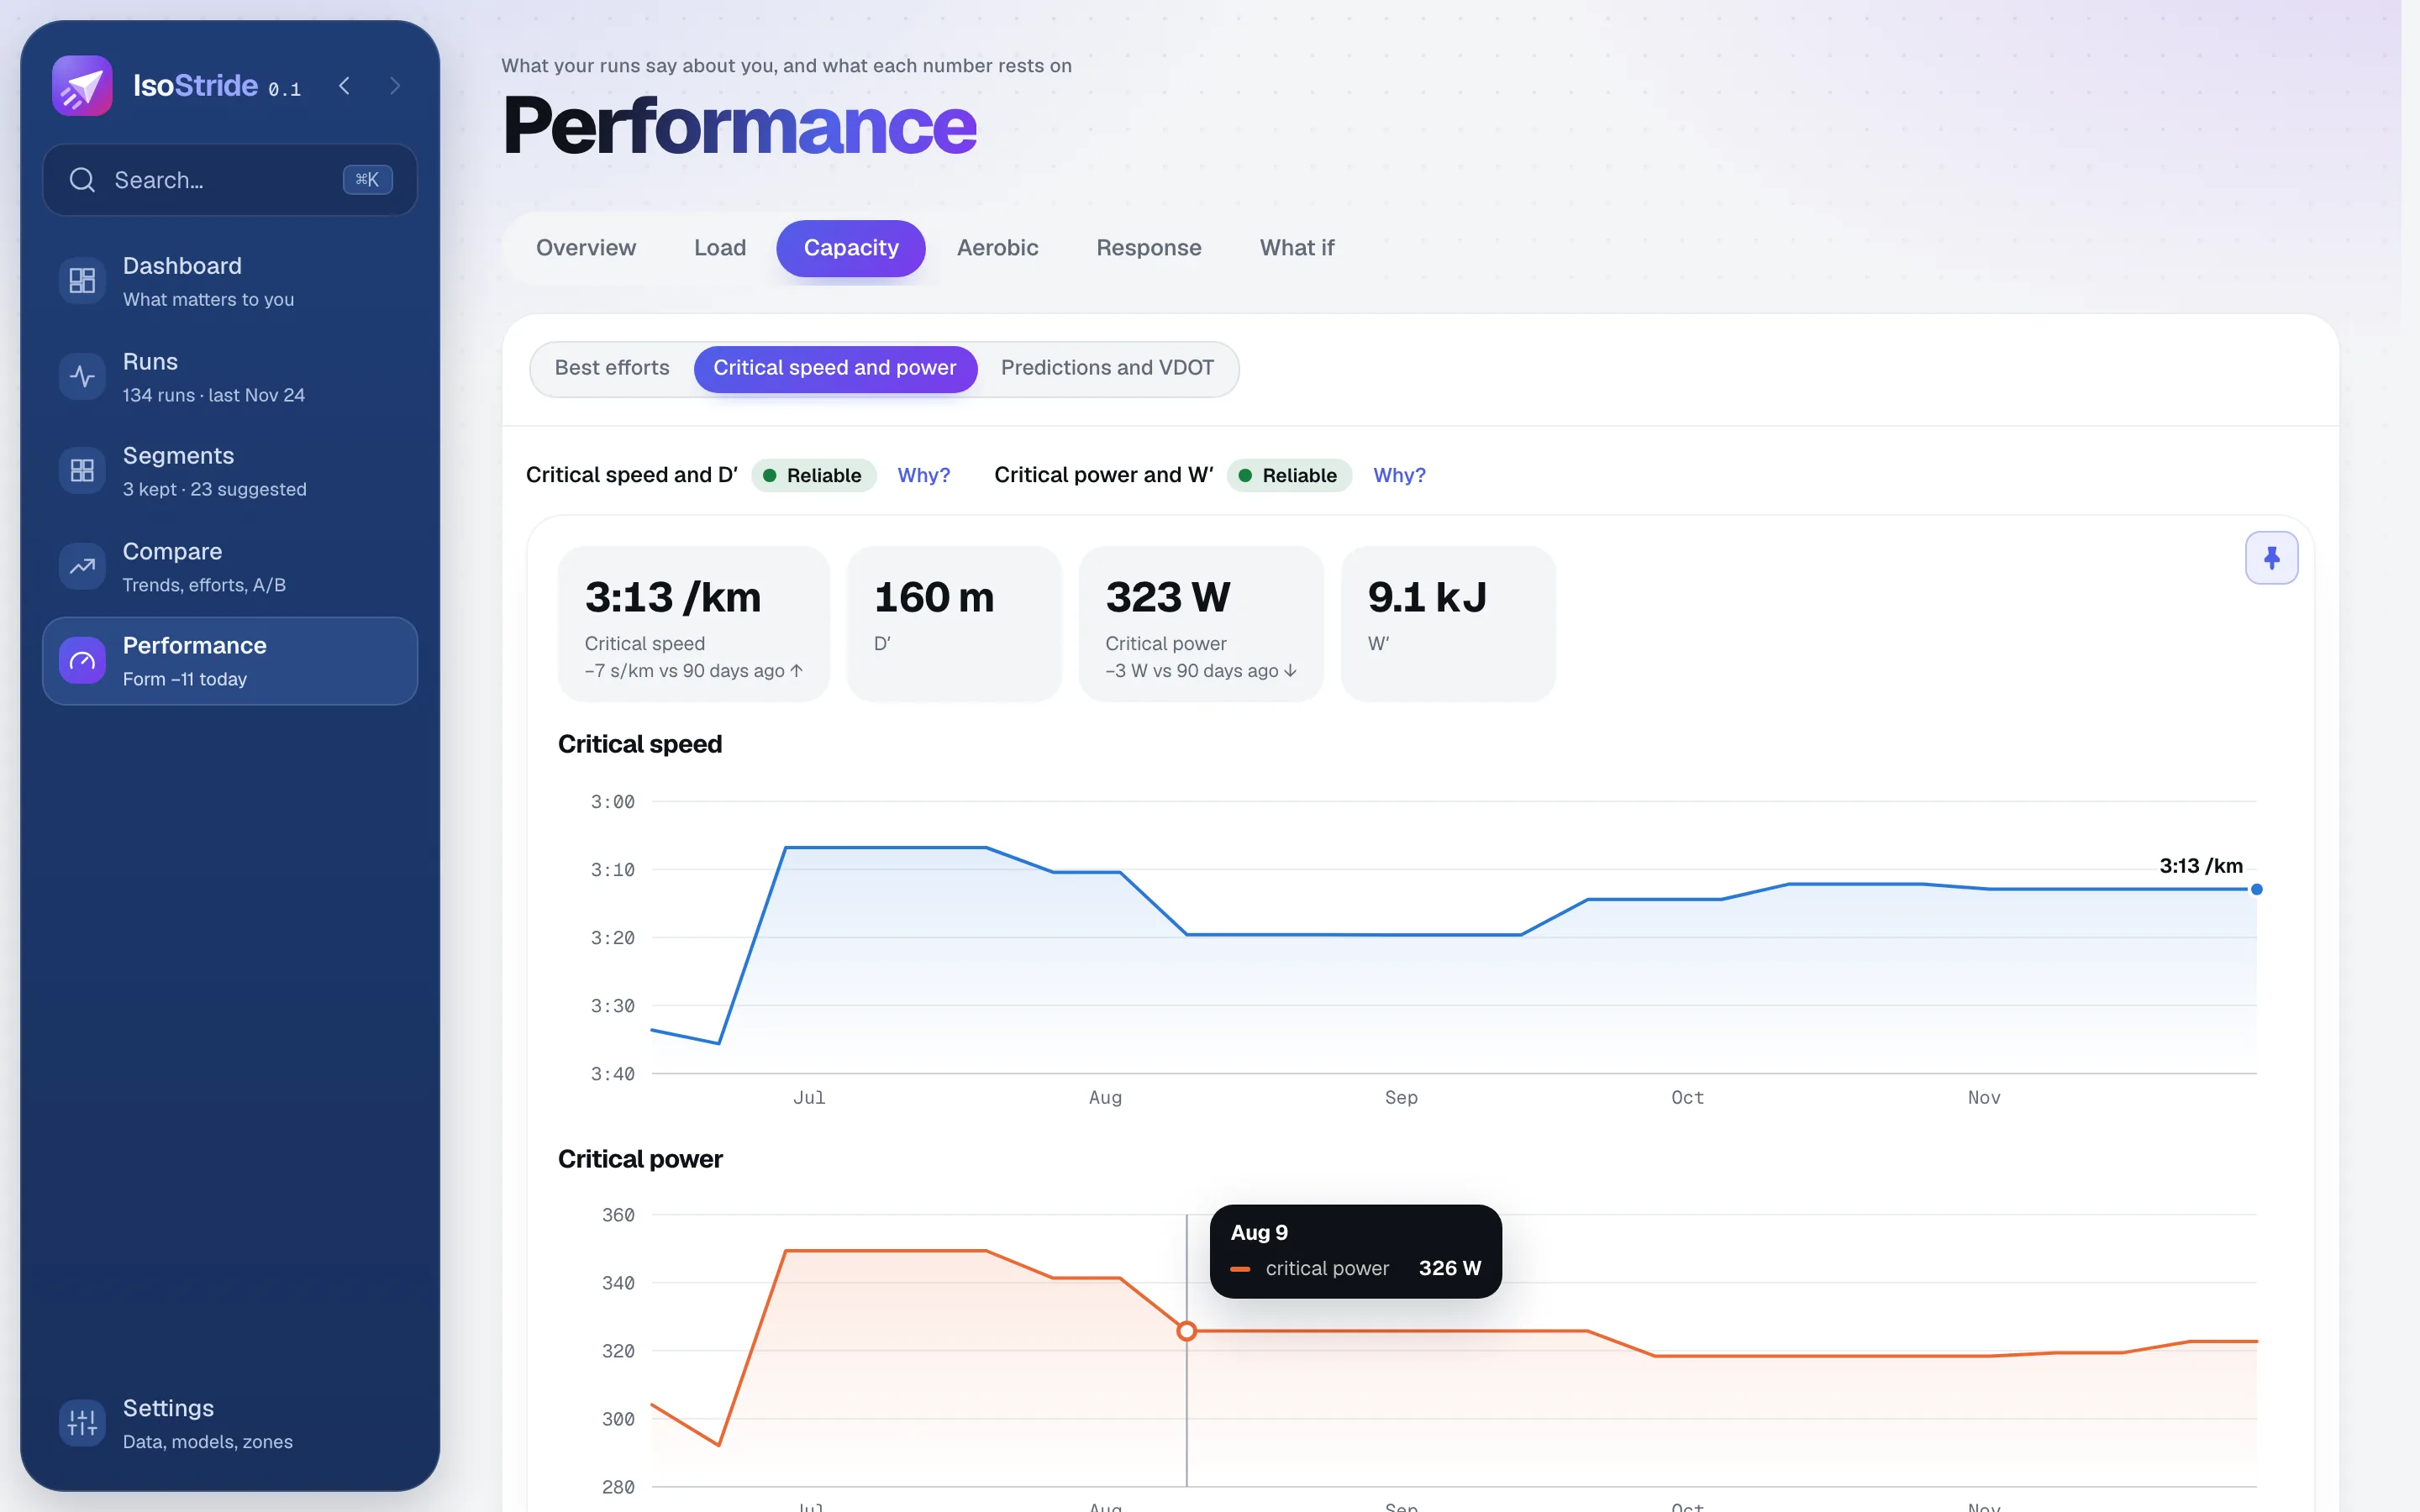 IsoStride 0.1
Search...
⌘K
Dashboard
What matters to you
Runs
134 runs · last Nov 24
Segments
3 kept · 23 suggested
Compare
Trends, efforts, A/B
Performance
Form −11 today
Settings
Data, models, zones
What your runs say about you, and what each number rests on
Performance
Overview Load Capacity Aerobic Response What if
Best efforts Critical speed and power Predictions and VDOT
Critical speed and D′ Reliable Why? Critical power and W′ Reliable Why?
3:13 /km
Critical speed
−7 s/km vs 90 days ago ↑
160 m
D′
323 W
Critical power
−3 W vs 90 days ago ↓
9.1 kJ
W′
Critical speed
3:00
3:10
3:20
3:30
3:40
3:13 /km
Jul Aug Sep Oct Nov
Critical power
360
340
320
300
280
Aug 9
critical power 326 W
Jul Aug Sep Oct Nov